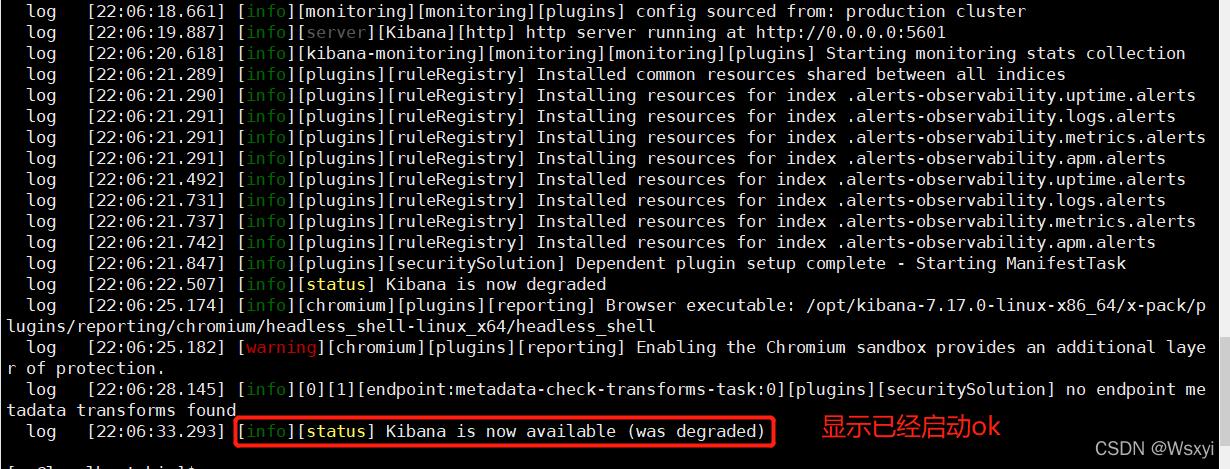 log [22:06:18.661] [info][monitoring][monitoring][plugins] config sourced from: production cluster
log [22:06:19.887] [info][server][Kibana][http] http server running at http://0.0.0.0:5601
log [22:06:20.618] [info][kibana-monitoring][monitoring][monitoring][plugins] Starting monitoring stats collection
log [22:06:21.289] [info][plugins][ruleRegistry] Installed common resources shared between all indices
log [22:06:21.290] [info][plugins][ruleRegistry] Installing resources for index .alerts-observability.uptime.alerts
log [22:06:21.291] [info][plugins][ruleRegistry] Installing resources for index .alerts-observability.logs.alerts
log [22:06:21.291] [info][plugins][ruleRegistry] Installing resources for index .alerts-observability.metrics.alerts
log [22:06:21.291] [info][plugins][ruleRegistry] Installing resources for index .alerts-observability.apm.alerts
log [22:06:21.492] [info][plugins][ruleRegistry] Installed resources for index .alerts-observability.uptime.alerts
log [22:06:21.731] [info][plugins][ruleRegistry] Installed resources for index .alerts-observability.logs.alerts
log [22:06:21.737] [info][plugins][ruleRegistry] Installed resources for index .alerts-observability.metrics.alerts
log [22:06:21.742] [info][plugins][ruleRegistry] Installed resources for index .alerts-observability.apm.alerts
log [22:06:21.847] [info][plugins][securitySolution] Dependent plugin setup complete - Starting ManifestTask
log [22:06:22.507] [info][status] Kibana is now degraded
log [22:06:25.174] [info][chromium][plugins][reporting] Browser executable: /opt/kibana-7.17.0-linux-x86_64/x-pack/p
lugins/reporting/chromium/headless_shell-linux_x64/headless_shell
log [22:06:25.182] [warning][chromium][plugins][reporting] Enabling the Chromium sandbox provides an additional laye
r of protection.
log [22:06:28.145] [info][0][1][endpoint:metadata-check-transforms-task:0][plugins][securitySolution] no endpoint me
tadata transforms found
log [22:06:33.293] [info][status] Kibana is now available (was degraded)
显示已经启动ok
CSDN @Wsxyi